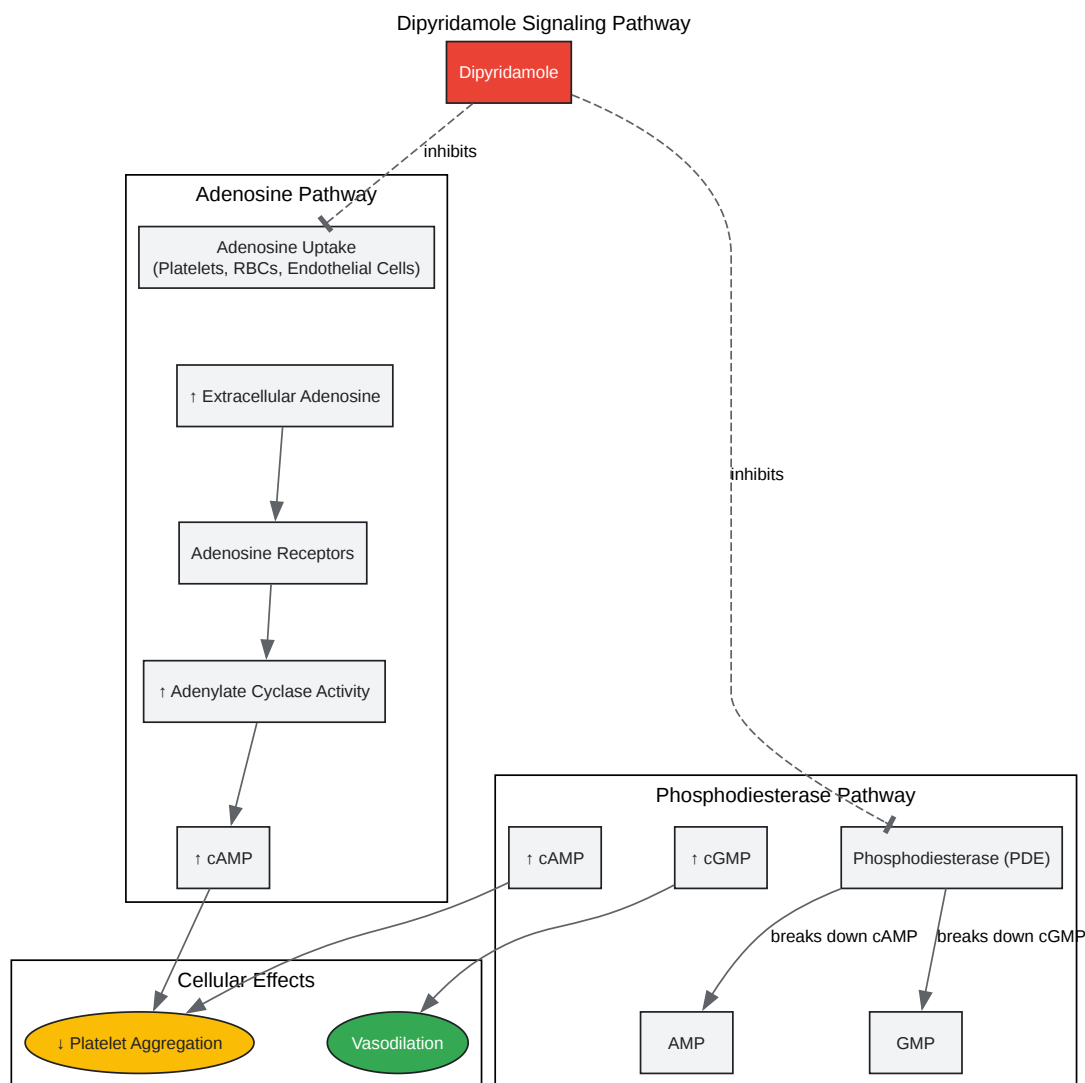 Dipyridamole Signaling Pathway
Dipyridamole
inhibits
Adenosine Pathway
Adenosine Uptake
(Platelets, RBCs, Endothelial Cells)
↑ Extracellular Adenosine
inhibits
Adenosine Receptors
↑ Adenylate Cyclase Activity
Phosphodiesterase Pathway
↑ cAMP
↑ cAMP
↑ cGMP
Phosphodiesterase (PDE)
breaks down cAMP
breaks down cGMP
Cellular Effects
↓ Platelet Aggregation
Vasodilation
AMP
GMP